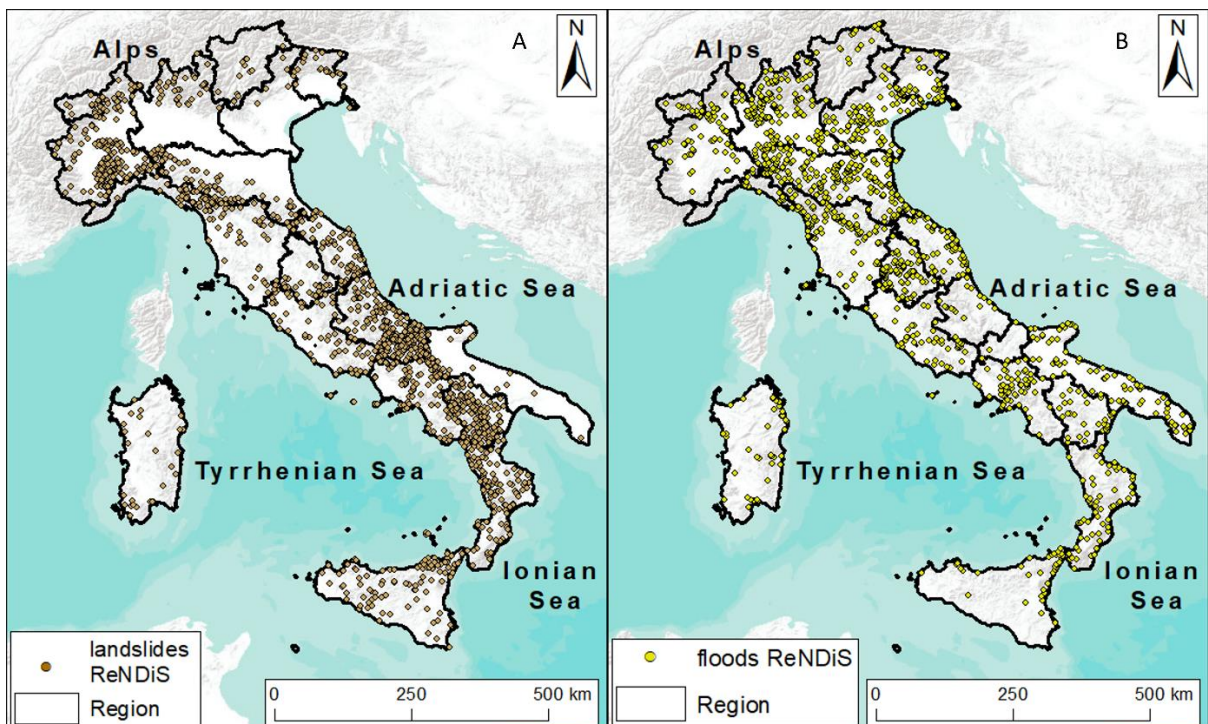 Alps
A
N
Adriatic Sea
Tyrrhenian Sea
Ionian
Sea
landslides
ReNDiS
Region
0 250 500 km
Alps
B
N
Adriatic Sea
Tyrrhenian Sea
Ionian
Sea
floods ReNDiS
Region
0 250 500 km